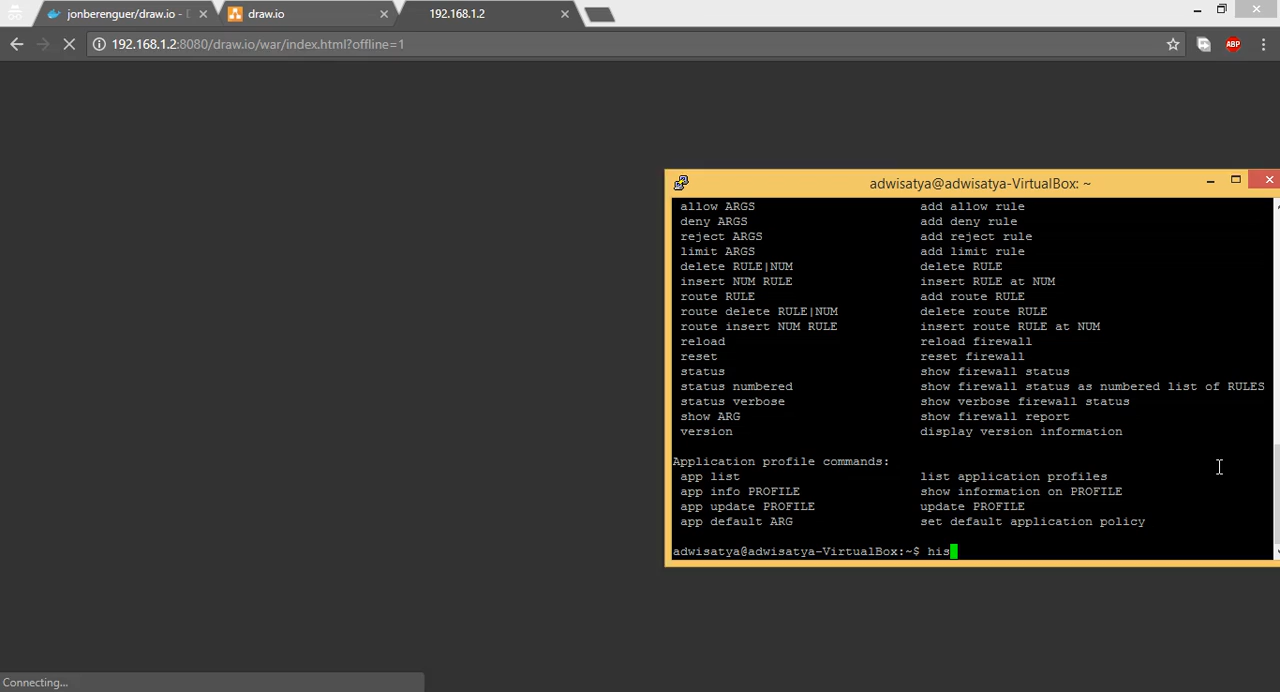 jonberenguer/draw.io - D
draw.io
192.168.1.2
192.168.1.2:8080/draw.io/war/index.html?offline=1
ABP
adwisatya@adwisatya-VirtualBox: ~
allow ARGS add allow rule
deny ARGS add deny rule
reject ARGS add reject rule
limit ARGS add limit rule
delete RULE|NUM delete RULE
insert NUM RULE insert RULE at NUM
route RULE add route RULE
route delete RULE|NUM delete route RULE
route insert NUM RULE insert route RULE at NUM
reload reload firewall
reset reset firewall
status show firewall status
status numbered show firewall status as numbered list of RULES
status verbose show verbose firewall status
show ARG show firewall report
version display version information
Application profile commands:
app list list application profiles
app info PROFILE show information on PROFILE
app update PROFILE update PROFILE
app default ARG set default application policy
adwisatya@adwisatya-VirtualBox:~$ his
Connecting...